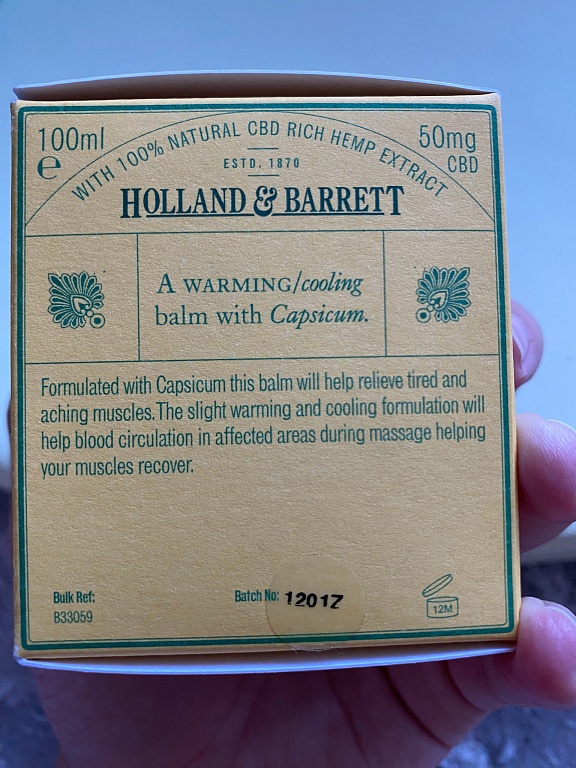 100ml
e
WITH 100% NATURAL CBD RICH HEMP EXTRACT
50mg
CBD
ESTD. 1870
HOLLAND & BARRETT
A WARMING/cooling
balm with Capsicum.
Formulated with Capsicum this balm will help relieve tired and
aching muscles. The slight warming and cooling formulation will
help blood circulation in affected areas during massage helping
your muscles recover.
Bulk Ref:
B33059
Batch No: 12017
12M